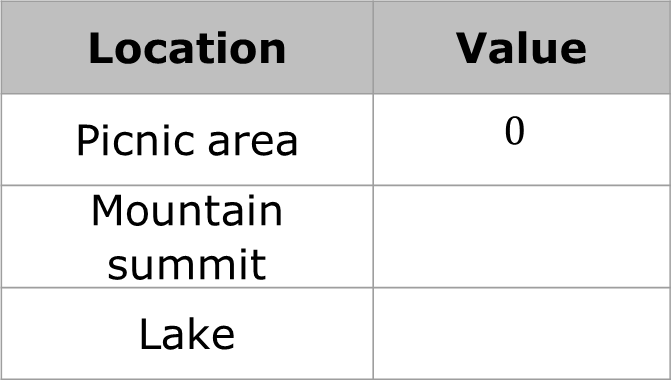 Location Value
Picnic area 0
Mountain
summit
Lake